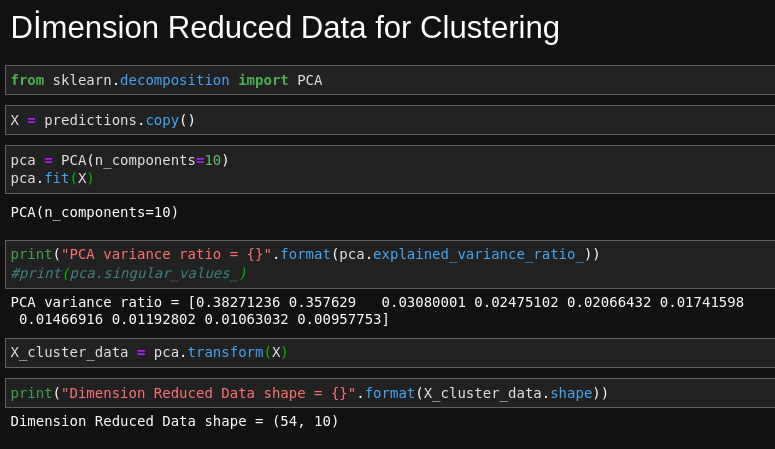 Dİmension Reduced Data for Clustering
from sklearn.decomposition import PCA
X = predictions.copy()
pca = PCA(n_components=10)
pca.fit(X)
PCA(n_components=10)
print("PCA variance ratio = {}".format(pca.explained_variance_ratio_))
#print(pca.singular_values_)
PCA variance ratio = [0.38271236 0.357629   0.03080001 0.02475102 0.02066432 0.01741598
 0.01466916 0.01192802 0.01063032 0.00957753]
X_cluster_data = pca.transform(X)
print("Dimension Reduced Data shape = {}".format(X_cluster_data.shape))
Dimension Reduced Data shape = (54, 10)